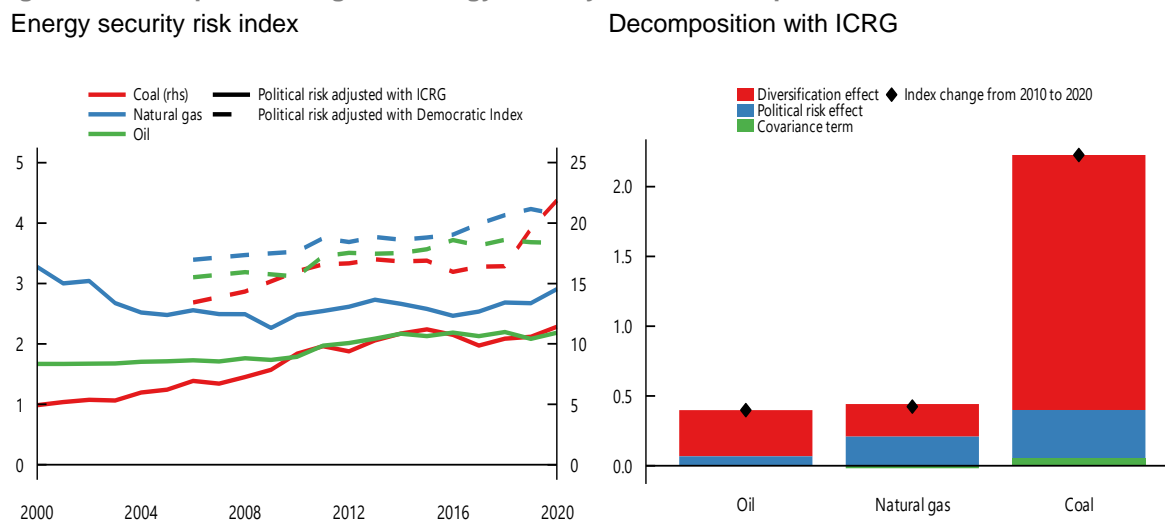 Energy security risk index
Decomposition with ICRG
Coal (rhs)
Natural gas
Oil
Political risk adjusted with ICRG
Political risk adjusted with Democratic Index
5
4
3
2
1
0
25
20
15
10
5
0
2000 2004 2008 2012 2016 2020
Diversification effect
Political risk effect
Covariance term
Index change from 2010 to 2020
2.0
1.5
1.0
0.5
0.0
Oil Natural gas Coal